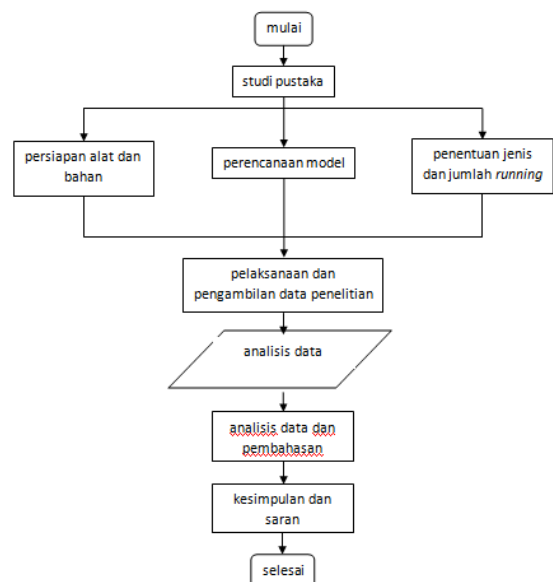 mulai
studi pustaka
persiapan alat dan
bahan
perencanaan model
penentuan jenis
dan jumlah running
pelaksanaan dan
pengambilan data penelitian
analisis data
analisis data dan
pembahasan
kesimpulan dan
saran
selesai